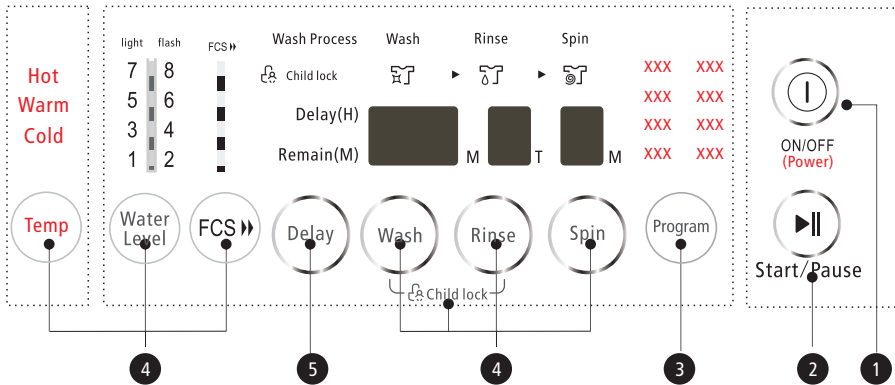 light flash FCS Wash Process Wash Rinse Spin
Hot
Warm
Cold
7 8
5 6
3 4
1 2
Child lock
Delay(H)
Remain(M) M T M
XXX XXX
XXX XXX
XXX XXX
XXX XXX
ON/OFF
(Power)
Temp
Water
Level
FCS
Delay
Wash
Rinse
Spin
Program
Start/Pause
Child lock
4 5 4 3 2 1